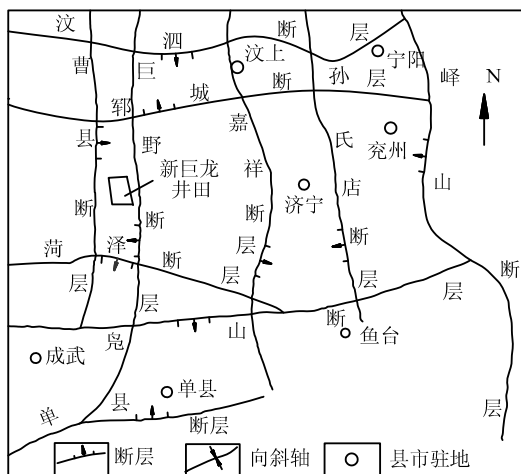 汶泗断层
曹县断层
巨野断层
郓城断层
汶上
宁阳
嘉祥断层
孙氏店断层
峄山断层
N
兖州
新巨龙
井田
济宁
菏泽断层
凫山断层
鱼台
成武
单县
单县断层
断层
向斜轴
县市驻地